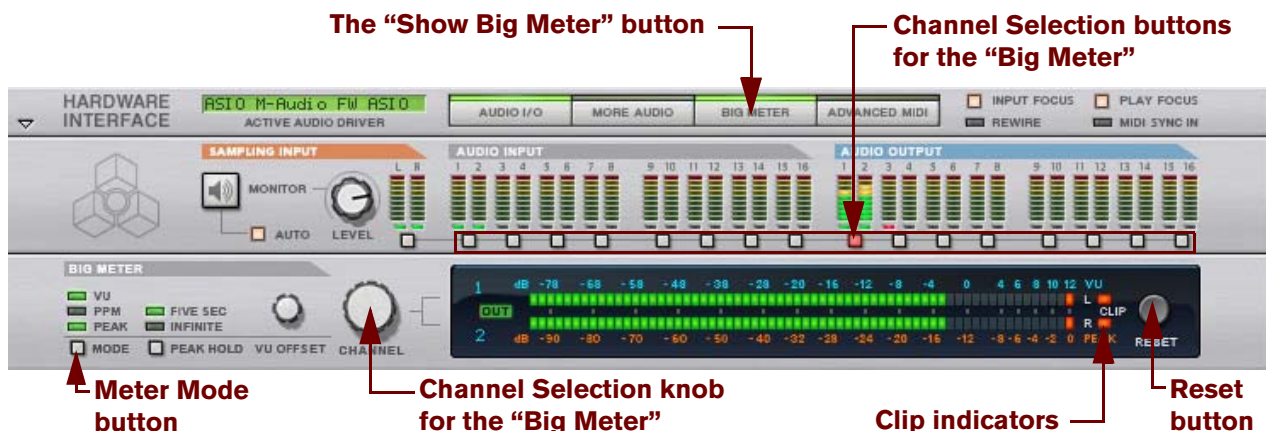 The “Show Big Meter” button
Channel Selection buttons
for the “Big Meter”
HARDWARE
INTERFACE
ASIO M-Audio FW ASIO
ACTIVE AUDIO DRIVER
AUDIO I/O
MORE AUDIO
BIG METER
ADVANCED MIDI
INPUT FOCUS
PLAY FOCUS
REWIRE
MIDI SYNC IN
SAMPLING INPUT
L R
MONITOR
AUTO
LEVEL
AUDIO INPUT
1 2 3 4 5 6 7 8 9 10 11 12 13 14 15 16
AUDIO OUTPUT
1 2 3 4 5 6 7 8 9 10 11 12 13 14 15 16
BIG METER
VU
PPM
PEAK
FIVE SEC
INFINITE
MODE
PEAK HOLD
VU OFFSET
CHANNEL
1 dB -78 -68 -58 -48 -38 -28 -20 -16 -12 -8 -4 0 4 6 8 10 12 VU
L
OUT
CLIP
R
2 dB -90 -80 -70 -60 -50 -40 -32 -28 -24 -20 -16 -12 -8 -6 -4 -2 0 PEAK
RESET
Meter Mode
button
Channel Selection knob
for the “Big Meter”
Clip indicators
Reset
button